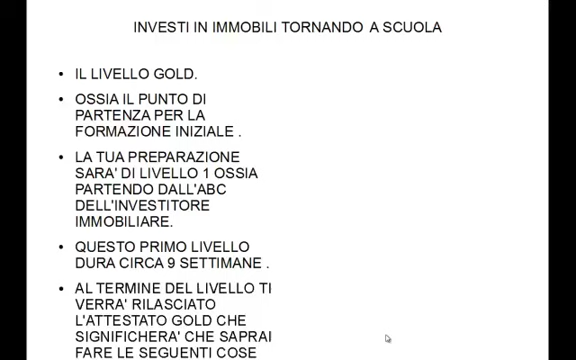 INVESTI IN IMMOBILI TORNANDO A SCUOLA
• IL LIVELLO GOLD.
• OSSIA IL PUNTO DI
PARTENZA PER LA
FORMAZIONE INIZIALE .
• LA TUA PREPARAZIONE
SARA' DI LIVELLO 1 OSSIA
PARTENDO DALL'ABC
DELL'INVESTITORE
IMMOBILIARE.
• QUESTO PRIMO LIVELLO
DURA CIRCA 9 SETTIMANE .
• AL TERMINE DEL LIVELLO TI
VERRA' RILASCIATO
L'ATTESTATO GOLD CHE
SIGNIFICHERA' CHE SAPRAI
FARE LE SEGUENTI COSE